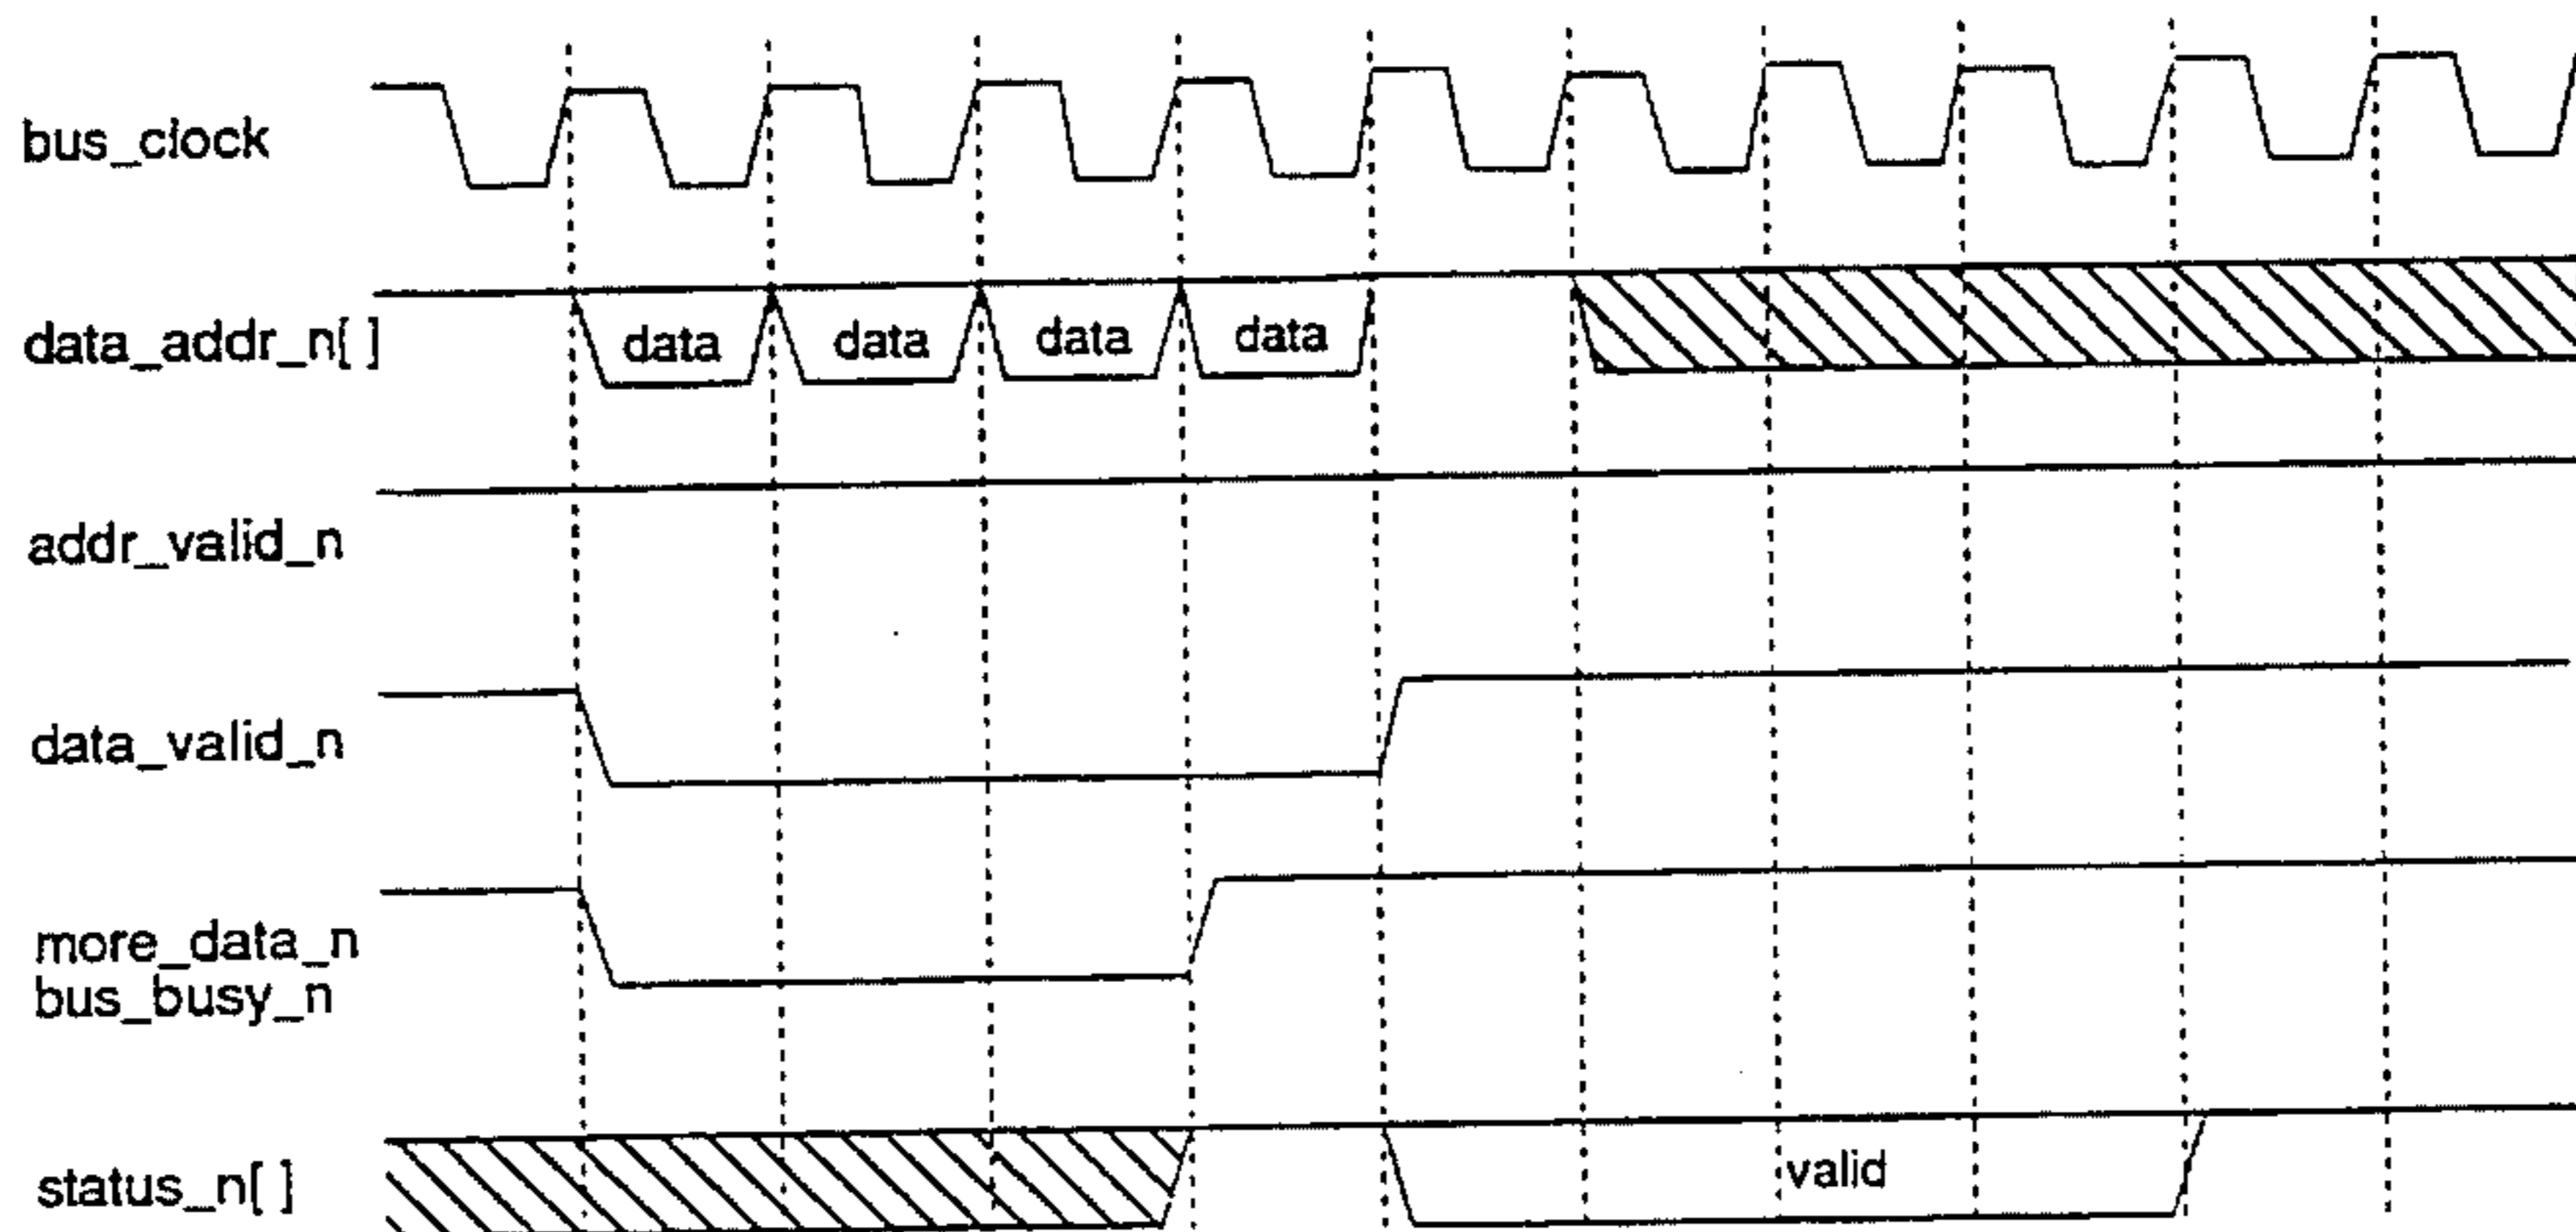 bus_clock
data_addr_n[ ]
data
data
data
data
addr_valid_n
data_valid_n
more_data_n
bus_busy_n
status_n[ ]
valid